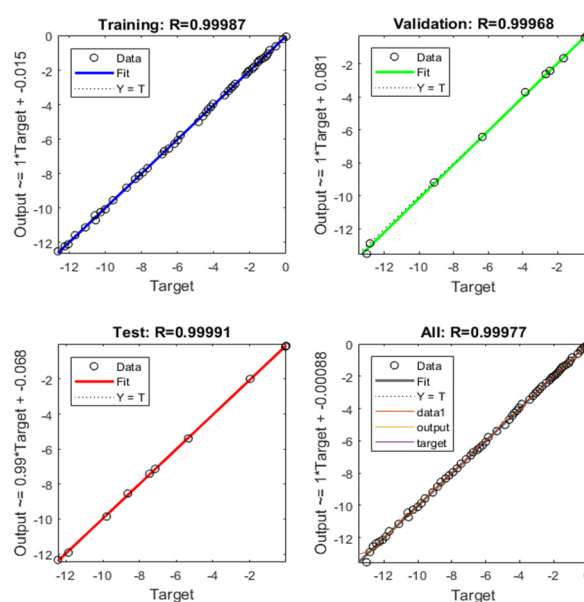 Training: R=0.99987
Output ~= 1*Target + -0.015
0
-2
-4
-6
-8
-10
-12
Data
Fit
Y = T
-12 -10 -8 -6 -4 -2 0
Target
Validation: R=0.99968
Output ~= 1*Target + 0.081
0
-2
-4
-6
-8
-10
-12
Data
Fit
Y = T
-12 -10 -8 -6 -4 -2
Target
Test: R=0.99991
Output ~= 0.99*Target + -0.068
-2
-4
-6
-8
-10
-12
Data
Fit
Y = T
-12 -10 -8 -6 -4 -2
Target
All: R=0.99977
Output ~= 1*Target + -0.00088
0
-2
-4
-6
-8
-10
-12
Data
Fit
Y = T
data1
output
target
-12 -10 -8 -6 -4 -2
Target